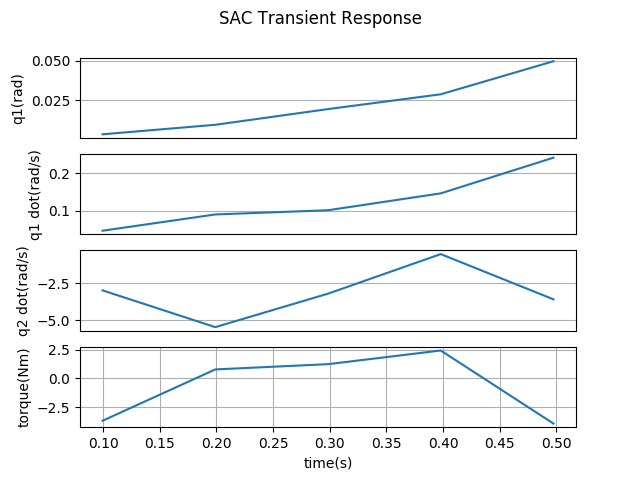 SAC Transient Response
0.050
0.025
q1(rad)
0.2
0.1
q1 dot(rad/s)
−2.5
−5.0
q2 dot(rad/s)
2.5
0.0
−2.5
torque(Nm)
0.10 0.15 0.20 0.25 0.30 0.35 0.40 0.45 0.50
time(s)